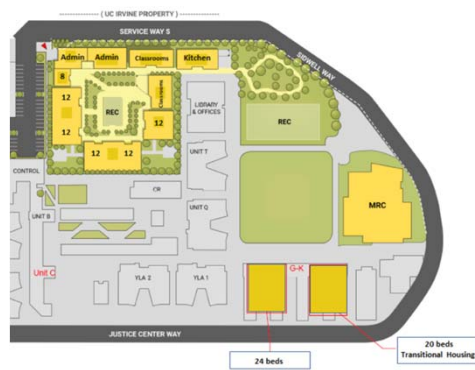 ( UC IRVINE PROPERTY )
SERVICE WAY S
SIDWELL WAY
Admin
Admin
Classrooms
Kitchen
8
Classrooms
12
12
REC
12
12
12
LIBRARY
& OFFICES
REC
UNIT T
CONTROL
CR
UNIT Q
MRC
UNIT B
Unit C
YLA 2
YLA 1
G-K
JUSTICE CENTER WAY
24 beds
20 beds
Transitional Housing